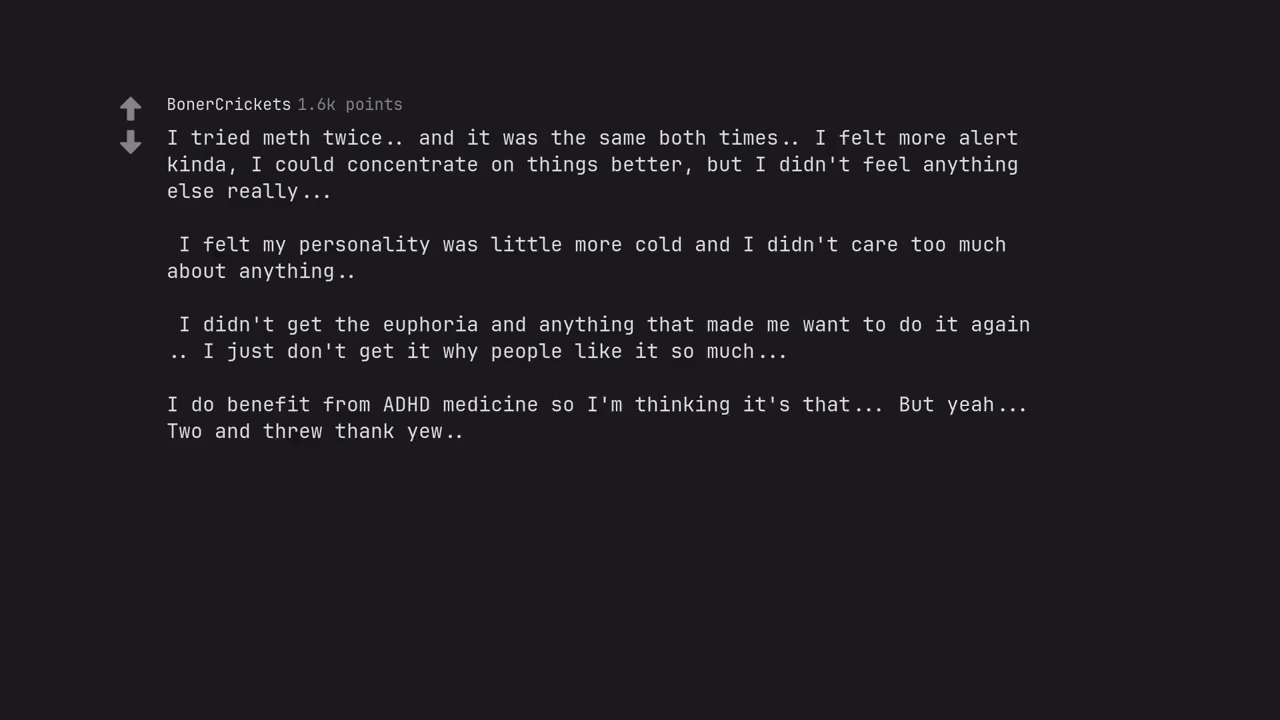 BonerCrickets 1.6k points
I tried meth twice.. and it was the same both times.. I felt more alert
kinda, I could concentrate on things better, but I didn't feel anything
else really...
I felt my personality was little more cold and I didn't care too much
about anything..
I didn't get the euphoria and anything that made me want to do it again
.. I just don't get it why people like it so much...
I do benefit from ADHD medicine so I'm thinking it's that... But yeah...
Two and threw thank yew..